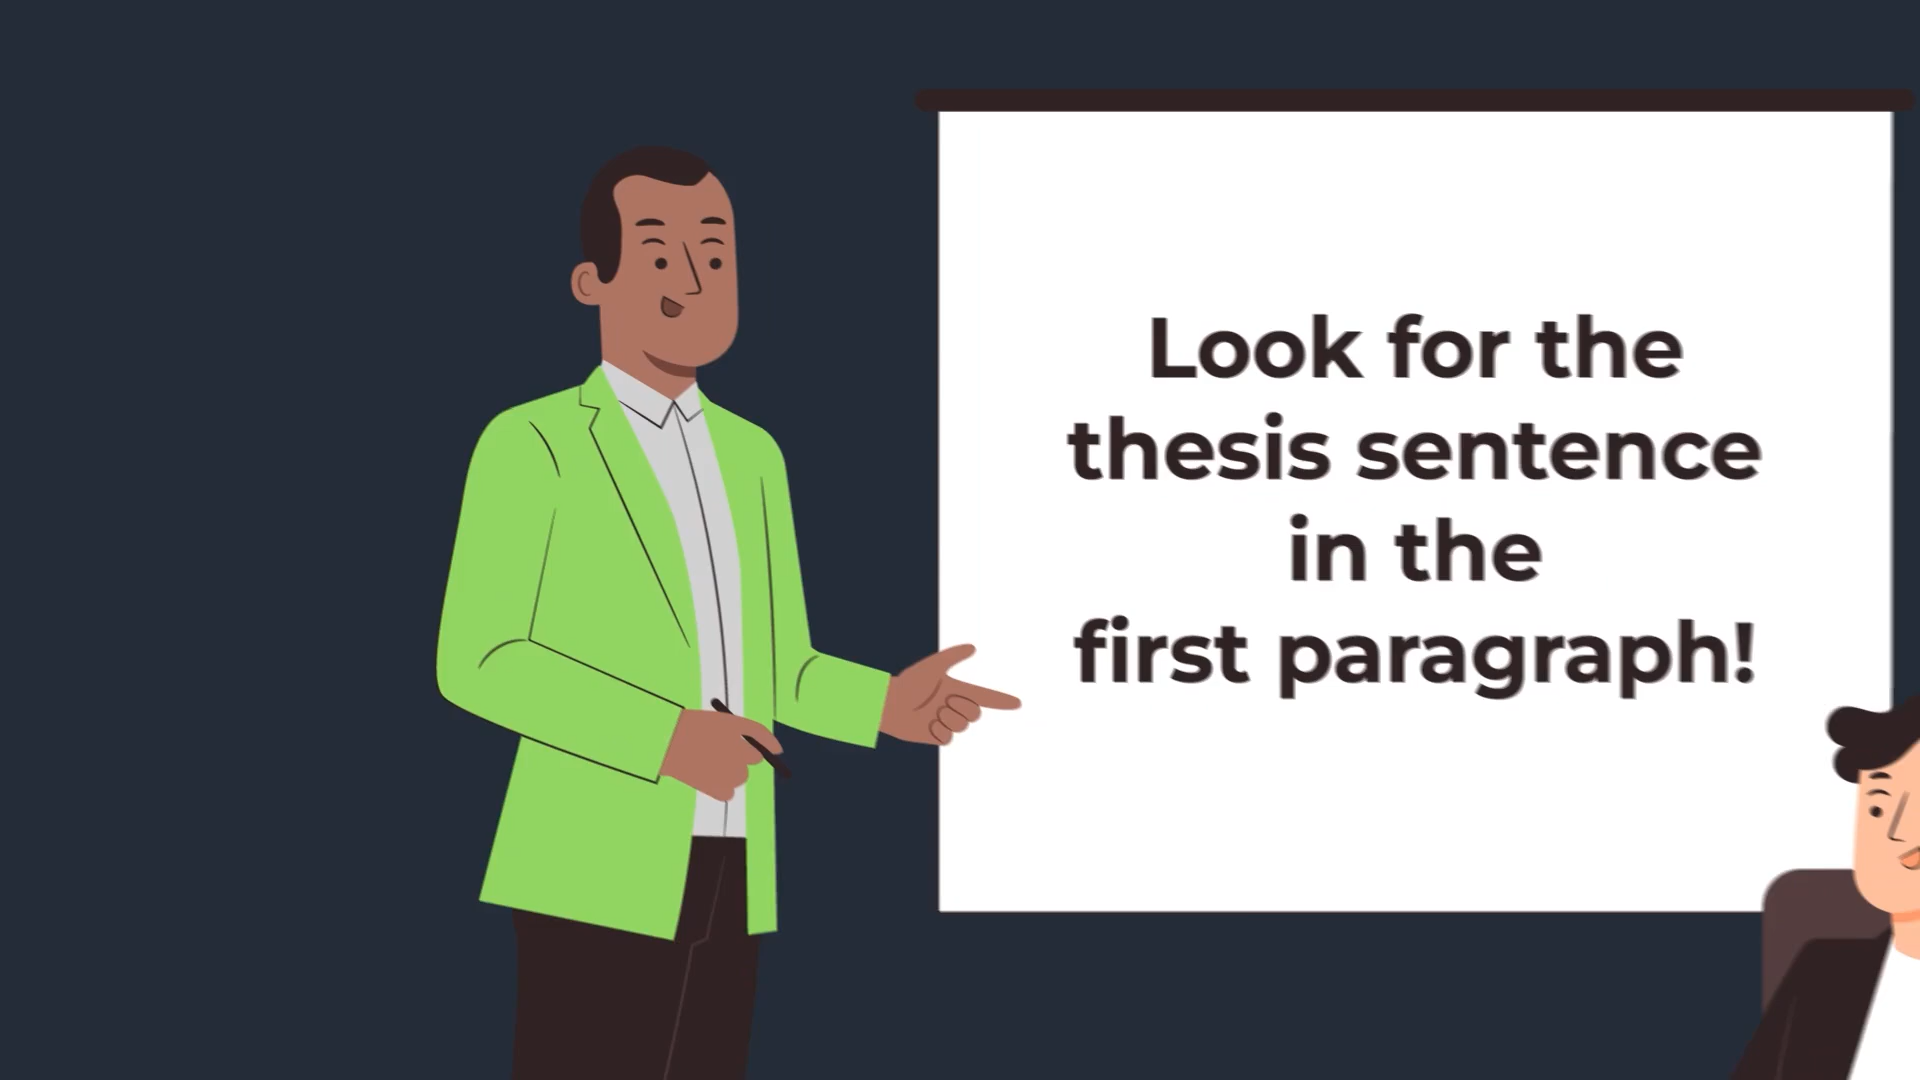 Look for the
thesis sentence
in the
first paragraph!